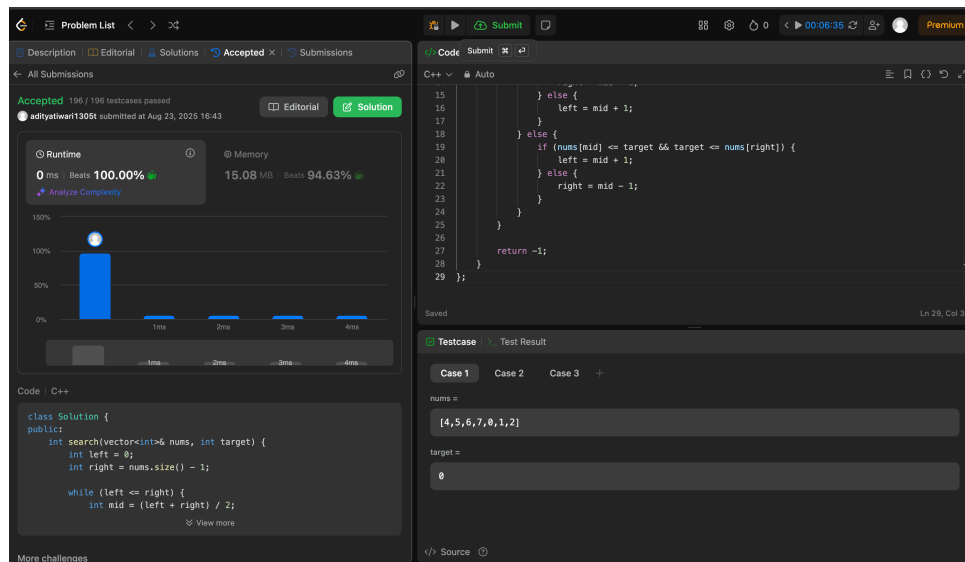 Problem List
Submit
0
00:06:35
Premium
Description | Editorial | Solutions | Accepted × | Submissions
</> Code
Submit ⌘ ↵
← All Submissions
C++ Auto
Accepted 196 / 196 testcases passed
Editorial
Solution
adityatiwari1305t submitted at Aug 23, 2025 16:43
Runtime
0 ms | Beats 100.00%
Analyze Complexity
Memory
15.08 MB | Beats 94.63%
150%
100%
50%
0%
1ms 2ms 3ms 4ms
1ms 2ms 3ms 4ms
Code | C++
class Solution {
public:
    int search(vector<int>& nums, int target) {
        int left = 0;
        int right = nums.size() - 1;
        while (left <= right) {
            int mid = (left + right) / 2;
View more
More challenges
15 } else {
16 left = mid + 1;
17 }
18 } else {
19 if (nums[mid] <= target && target <= nums[right]) {
20 left = mid + 1;
21 } else {
22 right = mid - 1;
23 }
24 }
25 }
26
27 return -1;
28 }
29 };
Saved
Ln 29, Col 3
Testcase | >_ Test Result
Case 1 Case 2 Case 3 +
nums =
[4,5,6,7,0,1,2]
target =
0
</> Source